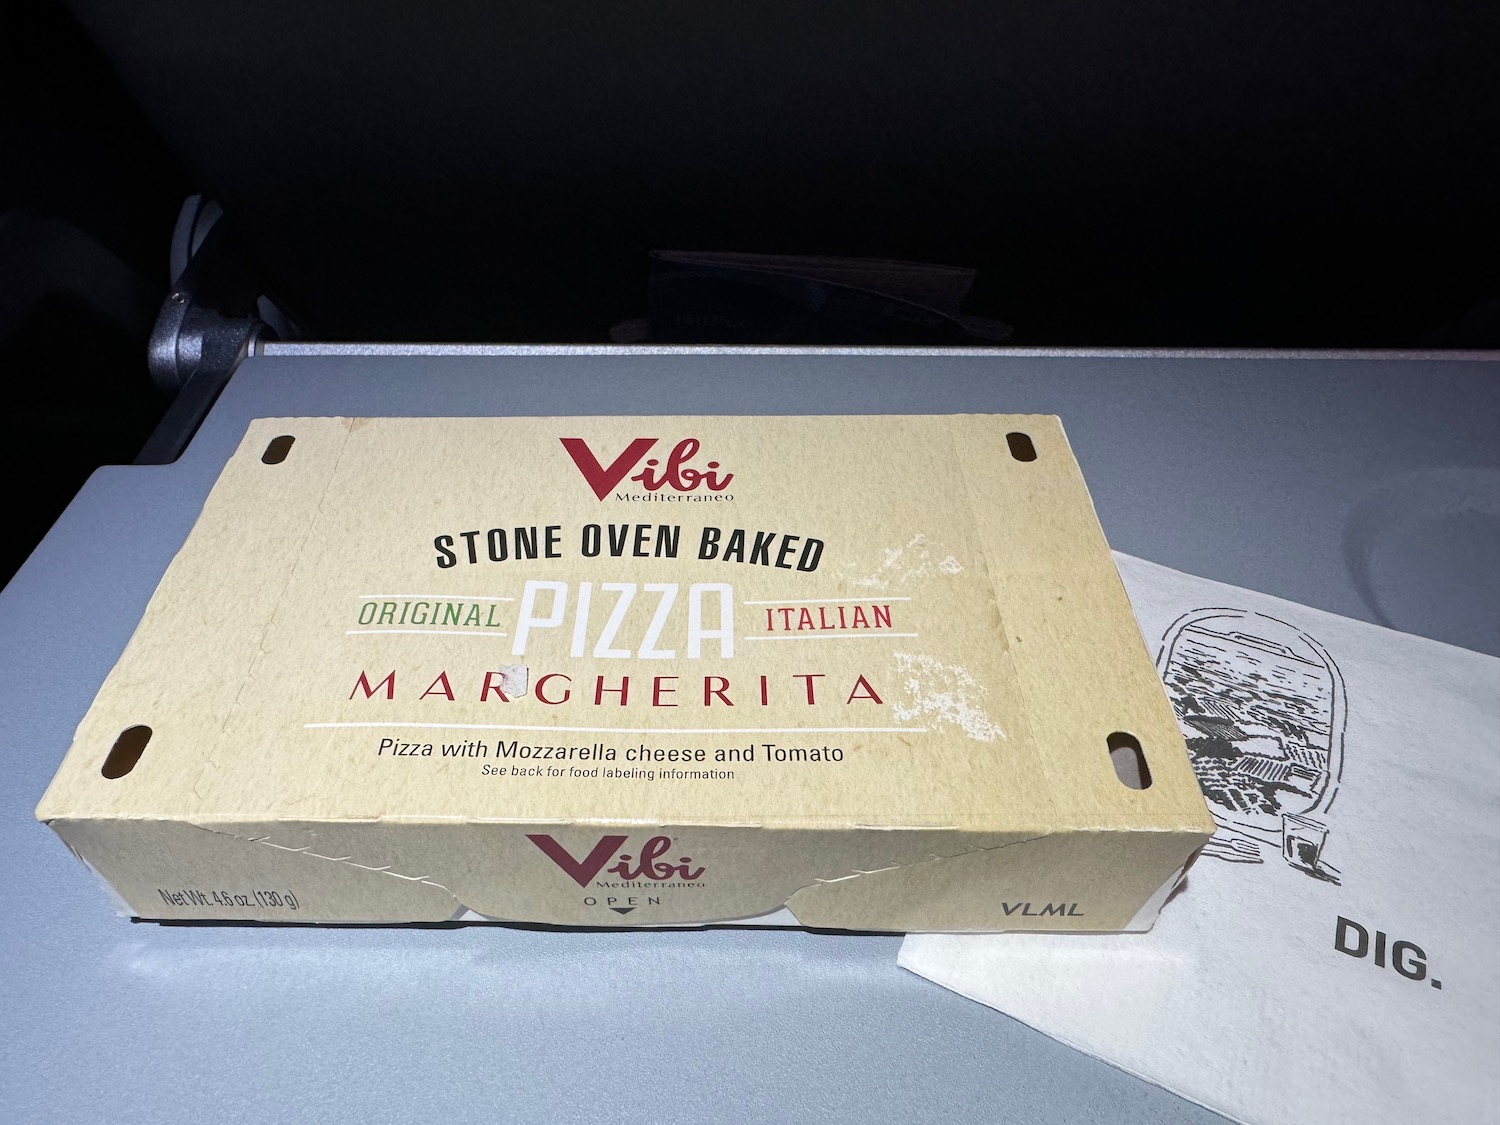 Vibi
Mediterraneo
STONE OVEN BAKED
ORIGINAL PIZZA ITALIAN
MARGHERITA
Pizza with Mozzarella cheese and Tomato
See back for food labeling information
Vibi
Mediterraneo
OPEN
Net Wt. 4.6 oz. (130 g)
VLML
DIG.